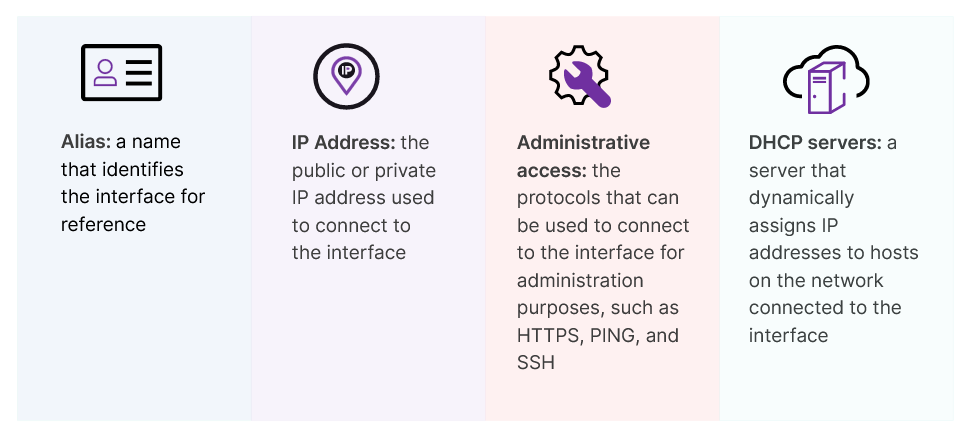 IP
Alias: a name
that identifies
the interface for
reference
IP Address: the
public or private
IP address used
to connect to
the interface
Administrative
access: the
protocols that can
be used to connect
to the interface for
administration
purposes, such as
HTTPS, PING, and
SSH
DHCP servers: a
server that
dynamically
assigns IP
addresses to hosts
on the network
connected to the
interface